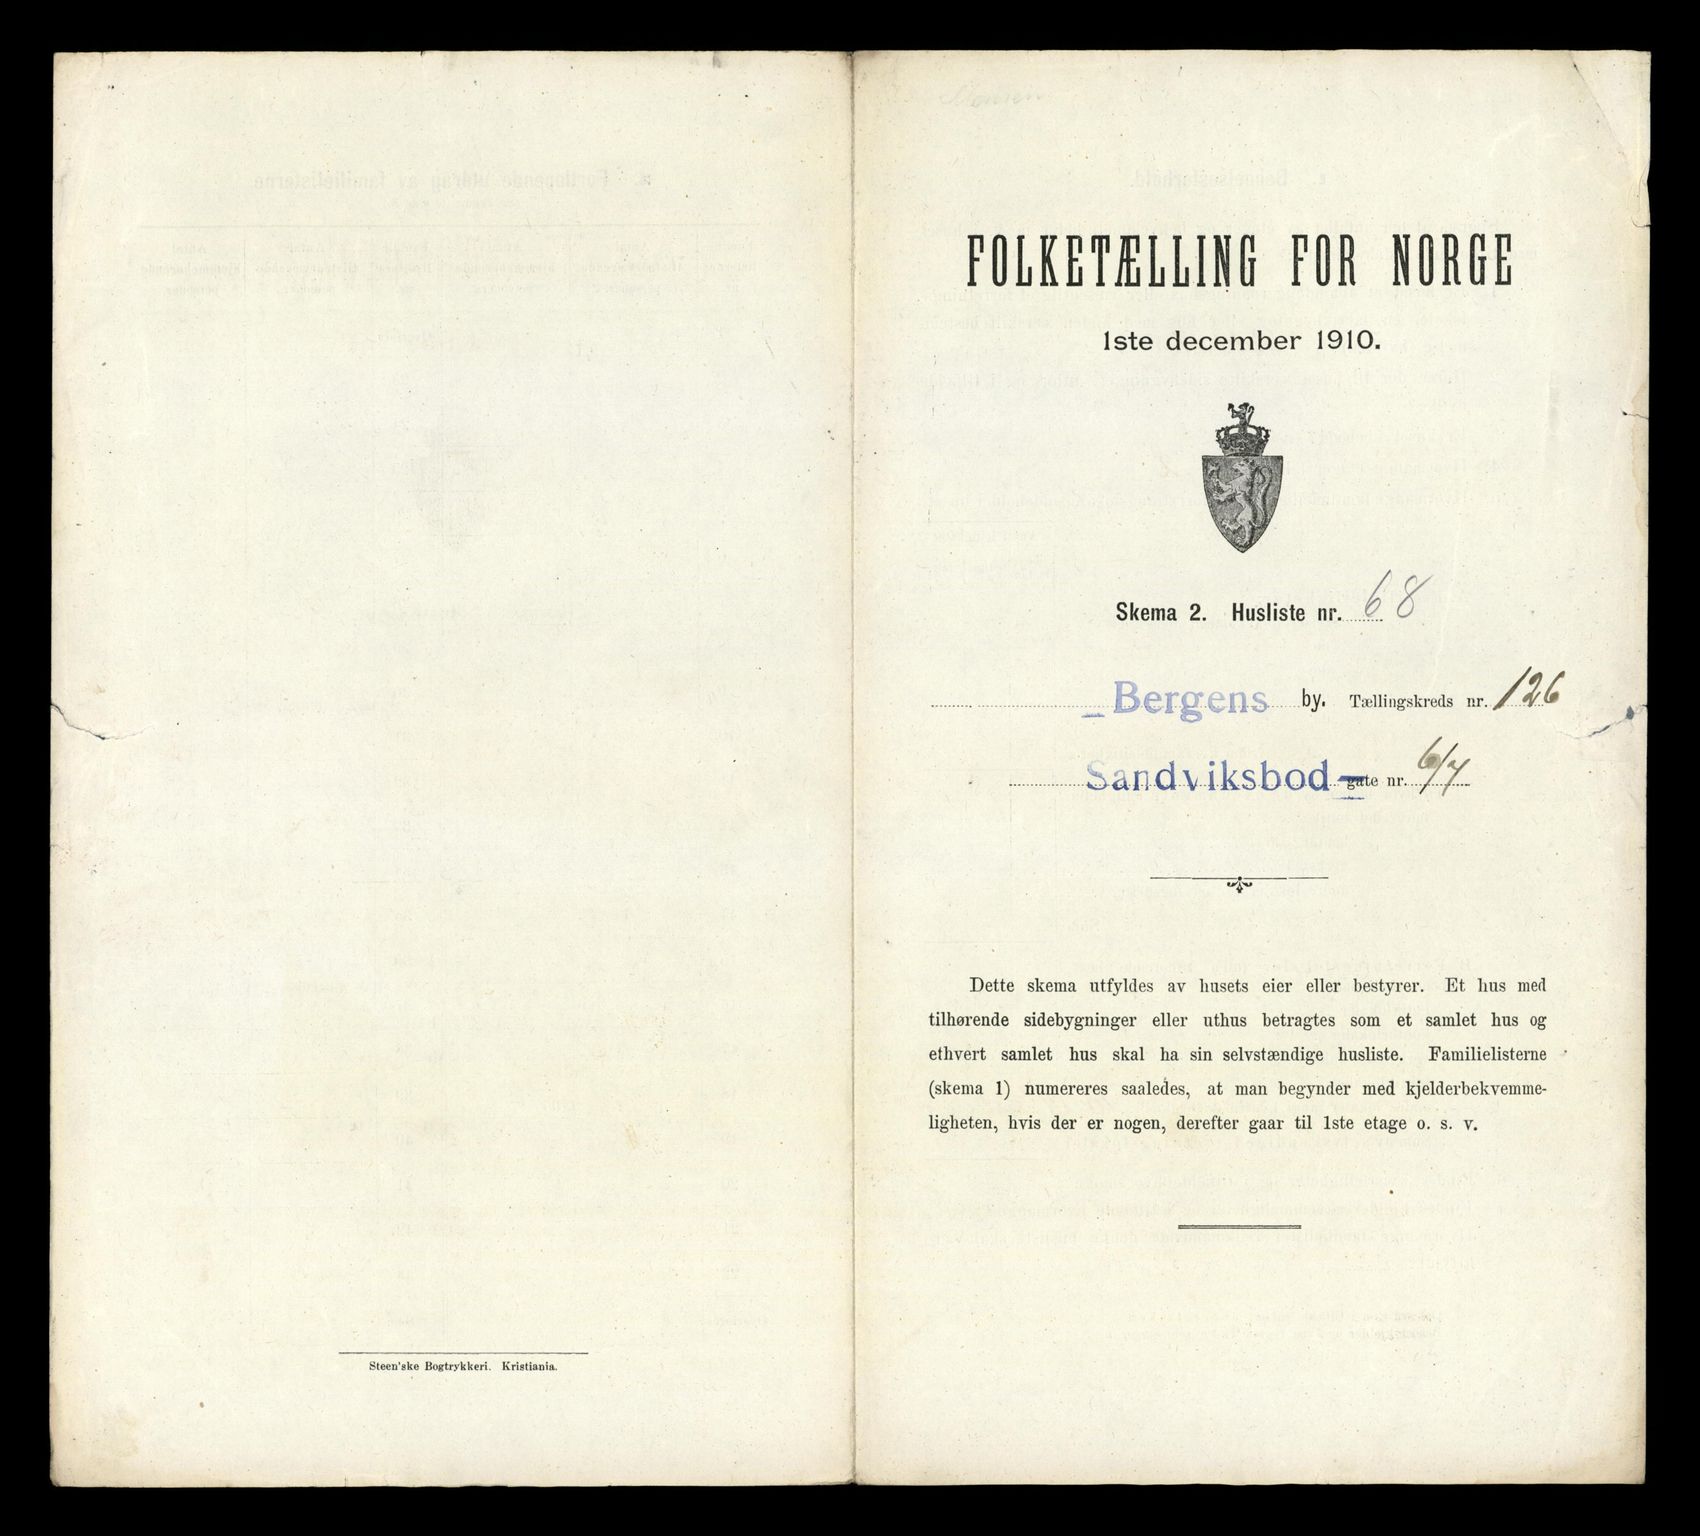 FOLKETÆLLING FOR NORGE
1ste december 1910.
Skema 2. Husliste nr. 68
Bergens by. Tællingskreds nr. 126
Sandviksbod- gate nr. 6/7
Dette skema utfyldes av husets eier eller bestyrer. Et hus med
tilhørende sidebygninger eller uthus betragtes som et samlet hus og
ethvert samlet hus skal ha sin selvstændige husliste. Familielisterne
(skema 1) numereres saaledes, at man begynder med kjelderbekvemme-
ligheten, hvis der er nogen, derefter gaar til 1ste etage o. s. v.
Steen'ske Bogtrykkeri. Kristiania.